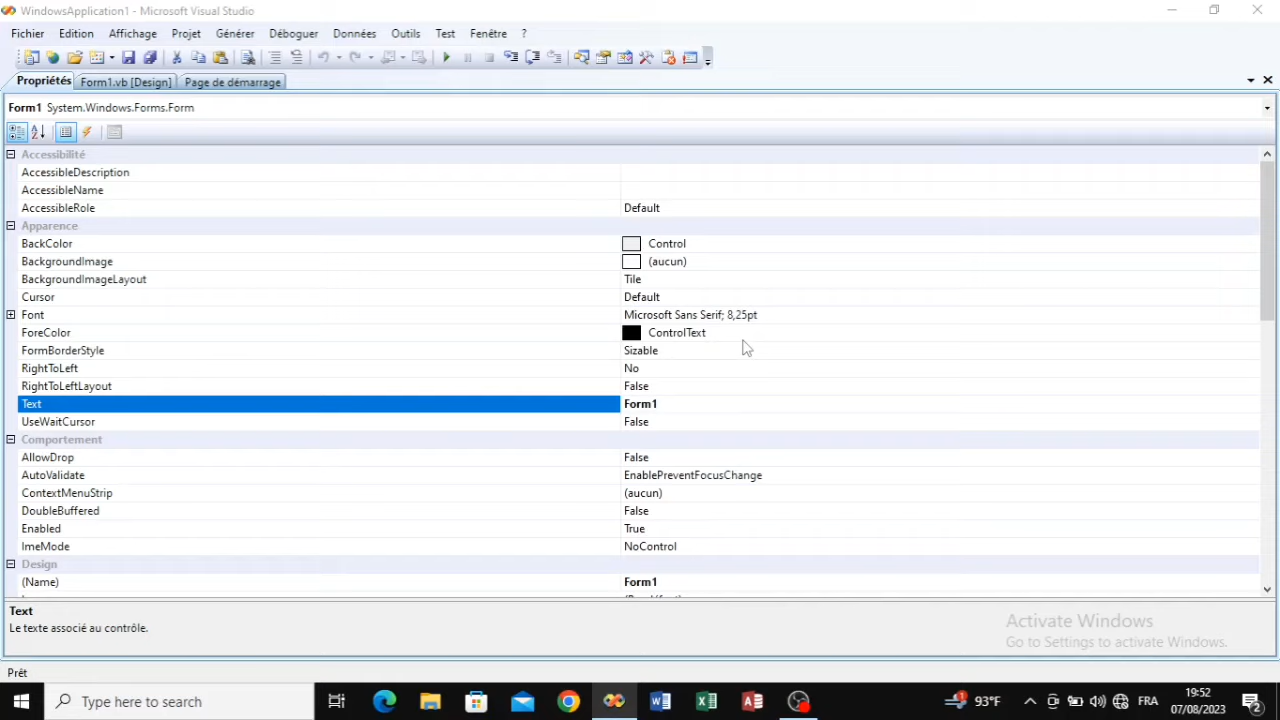 WindowsApplication1 - Microsoft Visual Studio
Fichier Edition Affichage Projet Générer Déboguer Données Outils Test Fenêtre ?
Propriétés Form1.vb [Design] Page de démarrage
Form1 System.Windows.Forms.Form
Accessibilité
AccessibleDescription
AccessibleName
AccessibleRole Default
Apparence
BackColor Control
BackgroundImage (aucun)
BackgroundImageLayout Tile
Cursor Default
Font Microsoft Sans Serif; 8,25pt
ForeColor ControlText
FormBorderStyle Sizable
RightToLeft No
RightToLeftLayout False
Text Form1
UseWaitCursor False
Comportement
AllowDrop False
AutoValidate EnablePreventFocusChange
ContextMenuStrip (aucun)
DoubleBuffered False
Enabled True
ImeMode NoControl
Design
(Name) Form1
Text
Le texte associé au contrôle.
Activate Windows
Go to Settings to activate Windows.
Prêt
Type here to search
1 93°F FRA 19:52
07/08/2023 2